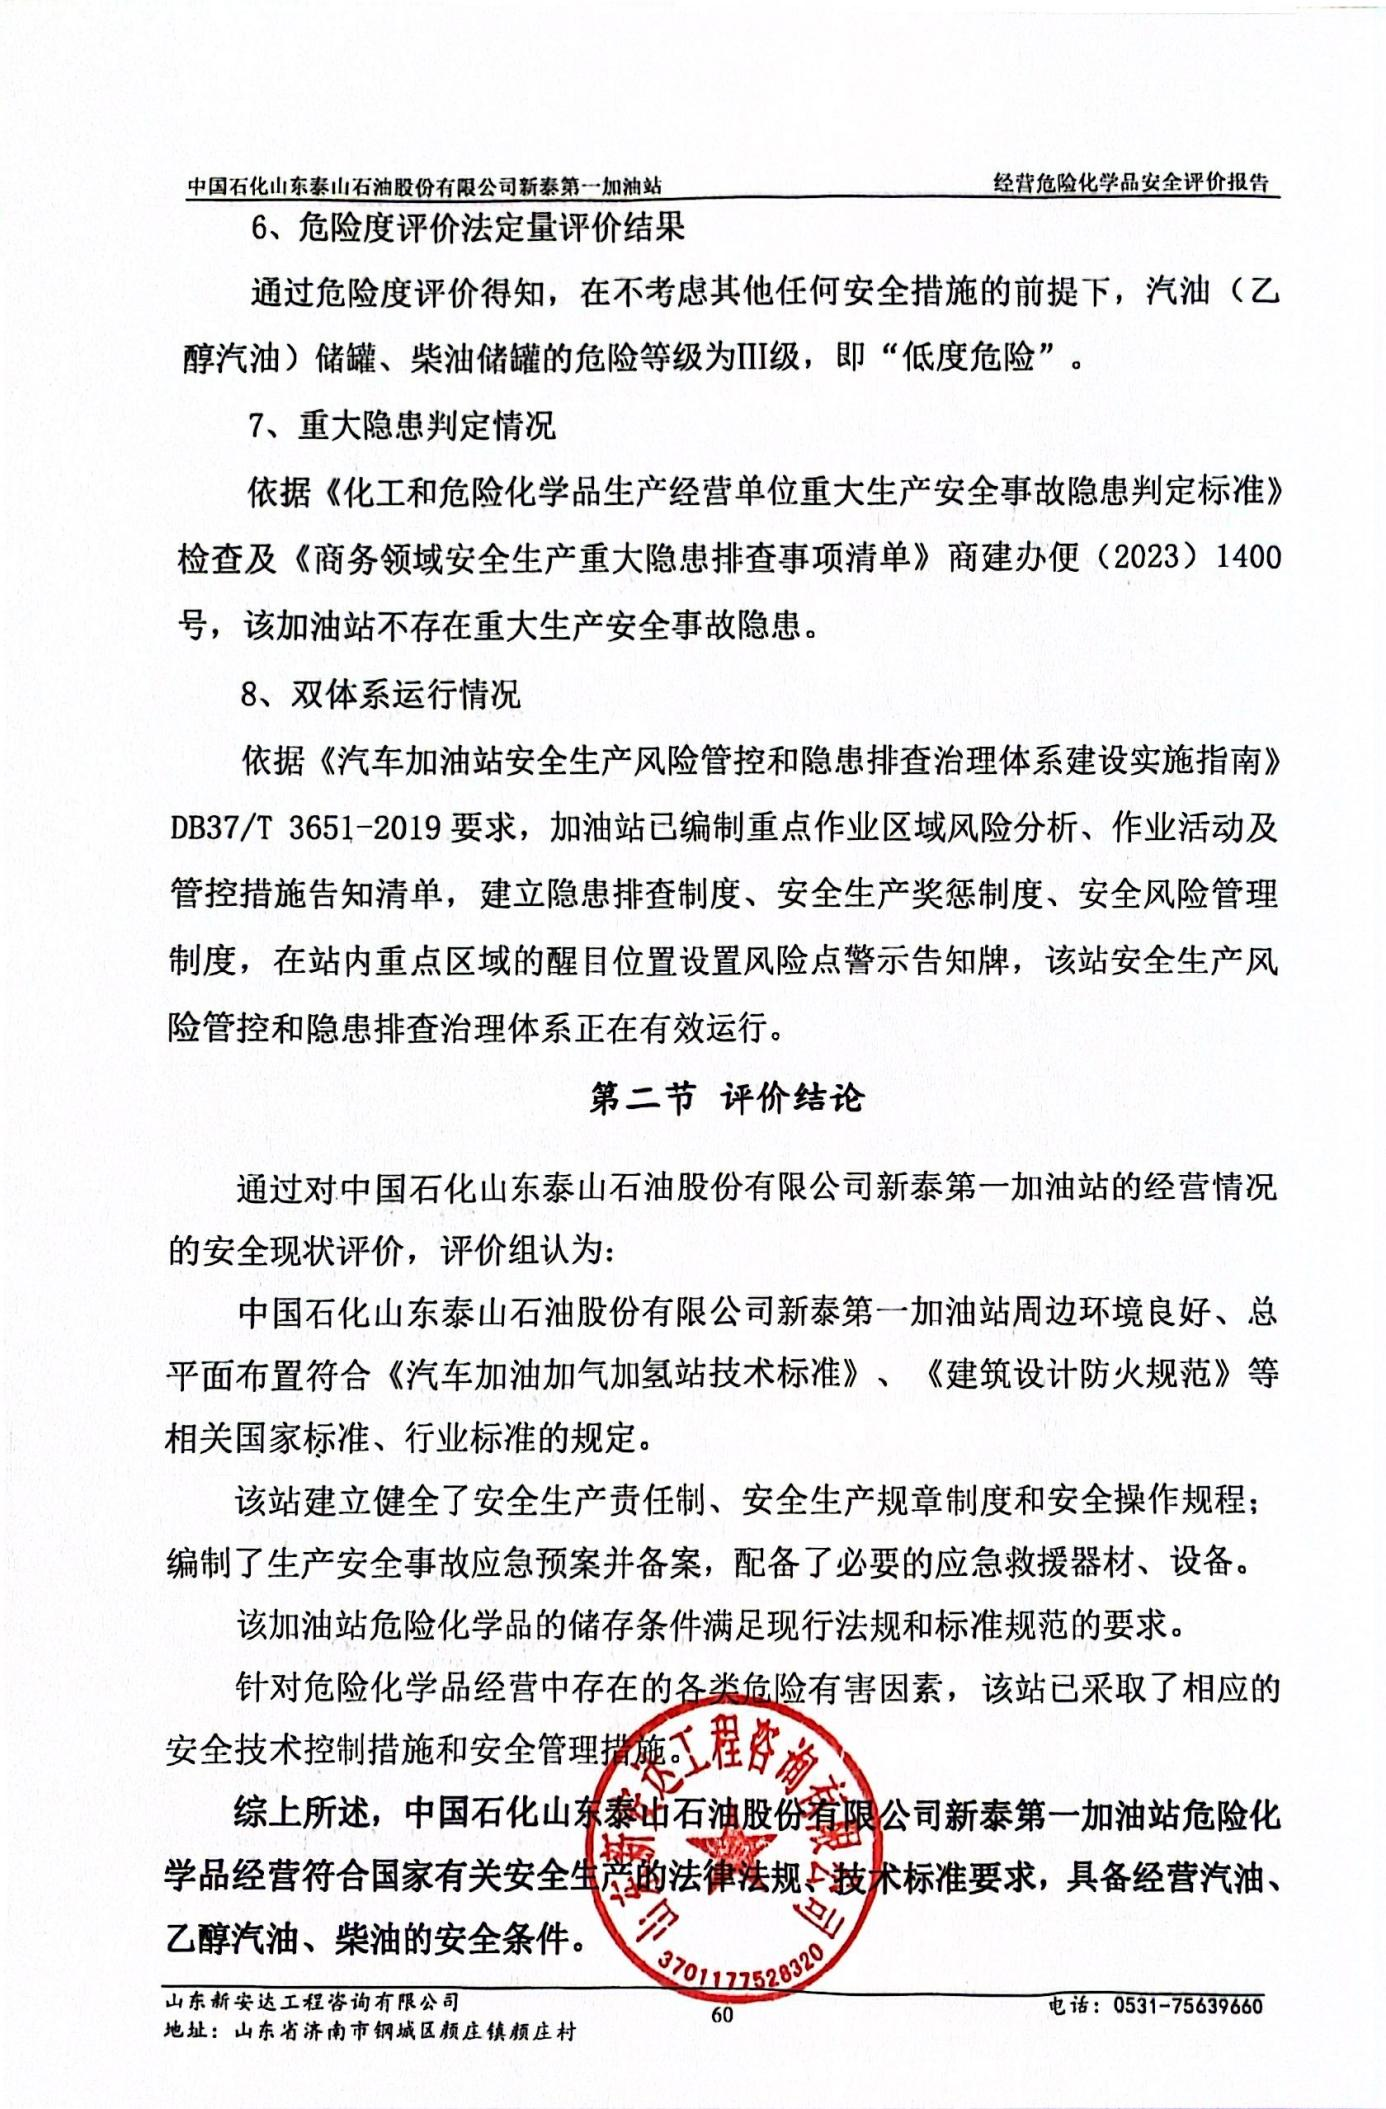 中国石化山东泰山石油股份有限公司新泰第一加油站 经营危险化学品安全评价报告
6、危险度评价法定量评价结果
通过危险度评价得知，在不考虑其他任何安全措施的前提下，汽油（乙
醇汽油）储罐、柴油储罐的危险等级为III级，即“低度危险”。
7、重大隐患判定情况
依据《化工和危险化学品生产经营单位重大生产安全事故隐患判定标准》
检查及《商务领域安全生产重大隐患排查事项清单》商建办便（2023）1400
号，该加油站不存在重大生产安全事故隐患。
8、双体系运行情况
依据《汽车加油站安全生产风险管控和隐患排查治理体系建设实施指南》
DB37/T 3651-2019 要求，加油站已编制重点作业区域风险分析、作业活动及
管控措施告知清单，建立隐患排查制度、安全生产奖惩制度、安全风险管理
制度，在站内重点区域的醒目位置设置风险点警示告知牌，该站安全生产风
险管控和隐患排查治理体系正在有效运行。
第二节 评价结论
通过对中国石化山东泰山石油股份有限公司新泰第一加油站的经营情况
的安全现状评价，评价组认为：
中国石化山东泰山石油股份有限公司新泰第一加油站周边环境良好、总
平面布置符合《汽车加油加气加氢站技术标准》、《建筑设计防火规范》等
相关国家标准、行业标准的规定。
该站建立健全了安全生产责任制、安全生产规章制度和安全操作规程；
编制了生产安全事故应急预案并备案，配备了必要的应急救援器材、设备。
该加油站危险化学品的储存条件满足现行法规和标准规范的要求。
针对危险化学品经营中存在的各类危险有害因素，该站已采取了相应的
安全技术控制措施和安全管理措施。
综上所述，中国石化山东泰山石油股份有限公司新泰第一加油站危险化
学品经营符合国家有关安全生产的法律法规、技术标准要求，具备经营汽油、
乙醇汽油、柴油的安全条件。
山东新安达工程咨询有限公司
3701177528320
山东新安达工程咨询有限公司 电话：0531-75639660
60
地址：山东省济南市钢城区颜庄镇颜庄村